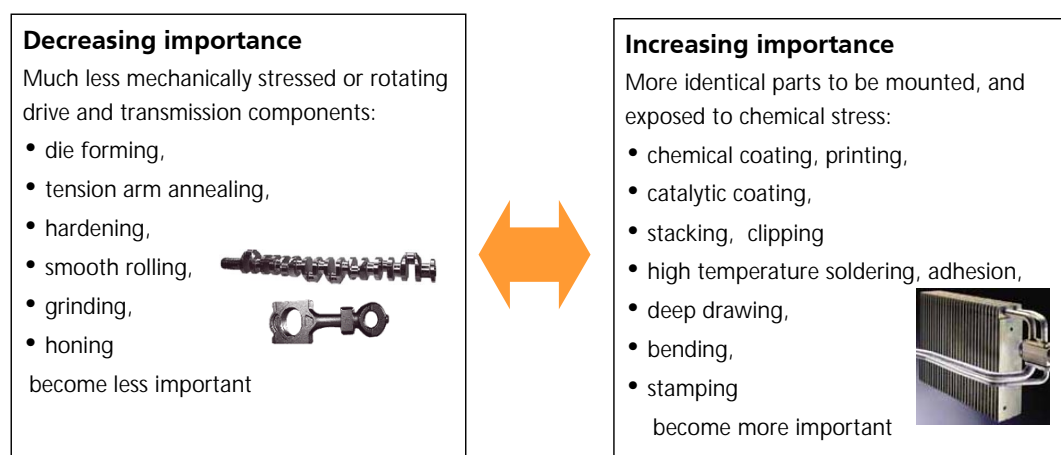 Decreasing importance
Much less mechanically stressed or rotating
drive and transmission components:
• die forming,
• tension arm annealing,
• hardening,
• smooth rolling,
• grinding,
• honing
become less important
Increasing importance
More identical parts to be mounted, and
exposed to chemical stress:
• chemical coating, printing,
• catalytic coating,
• stacking, clipping
• high temperature soldering, adhesion,
• deep drawing,
• bending,
• stamping
become more important